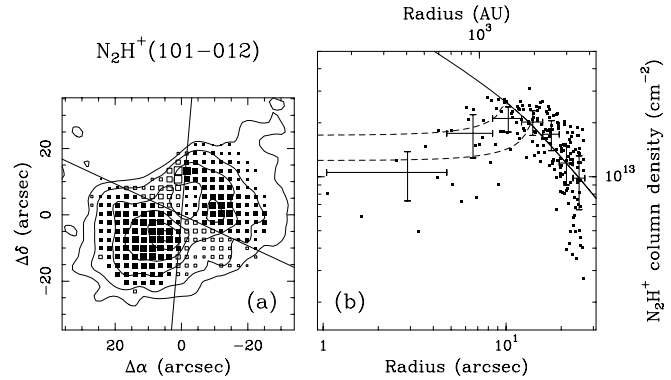 N₂H⁺(101−012)
Radius (AU)
10³
20
0
−20
Δδ (arcsec)
(a)
20
0
−20
Δα (arcsec)
(b)
1
10¹
Radius (arcsec)
10¹³
N₂H⁺ column density (cm⁻²)